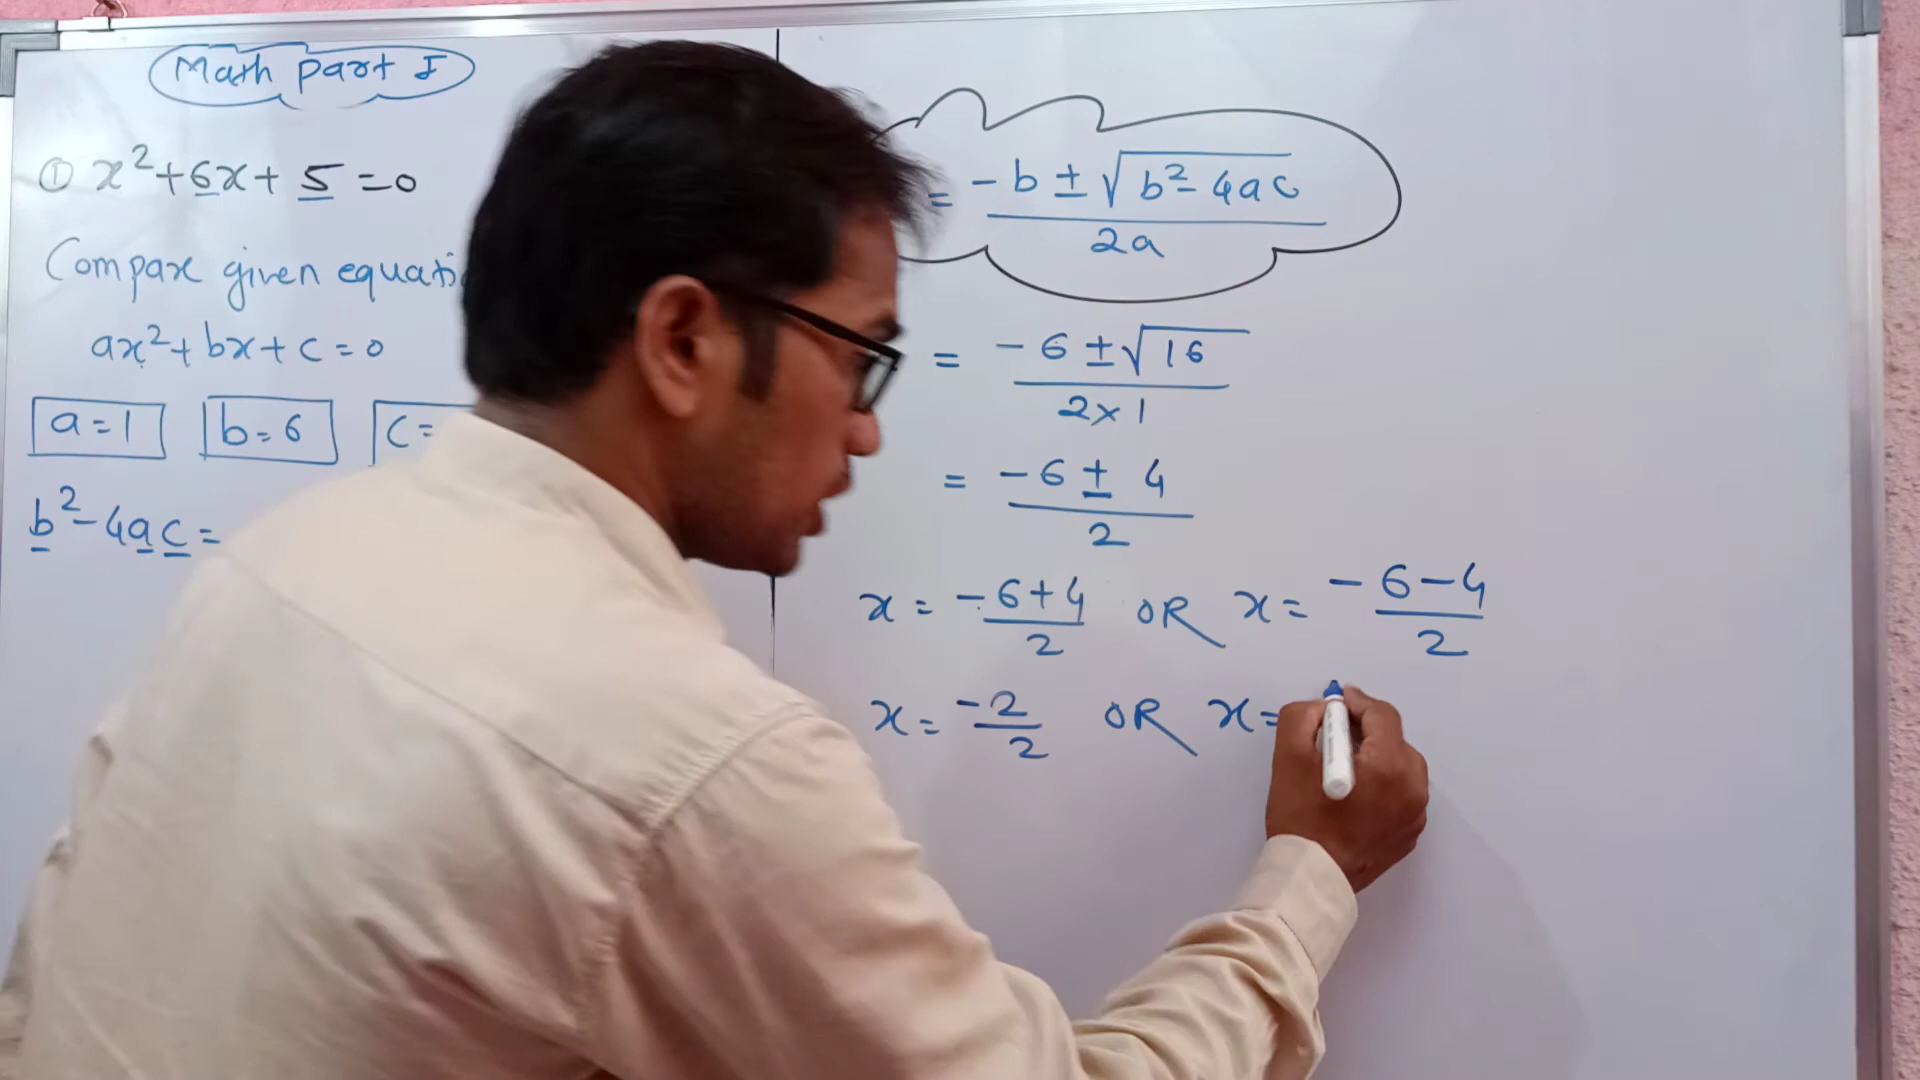 Math part I
① x²+6x+5=0
Compare given
ax²+bx+c=0
a=1 b=6 c=
b²-4ac=
= -b±√b²-4ac / 2a
= -6±√16 / 2×1
= -6±4 / 2
x = -6+4 / 2 OR x = -6-4 / 2
x = -2 / 2 OR x =